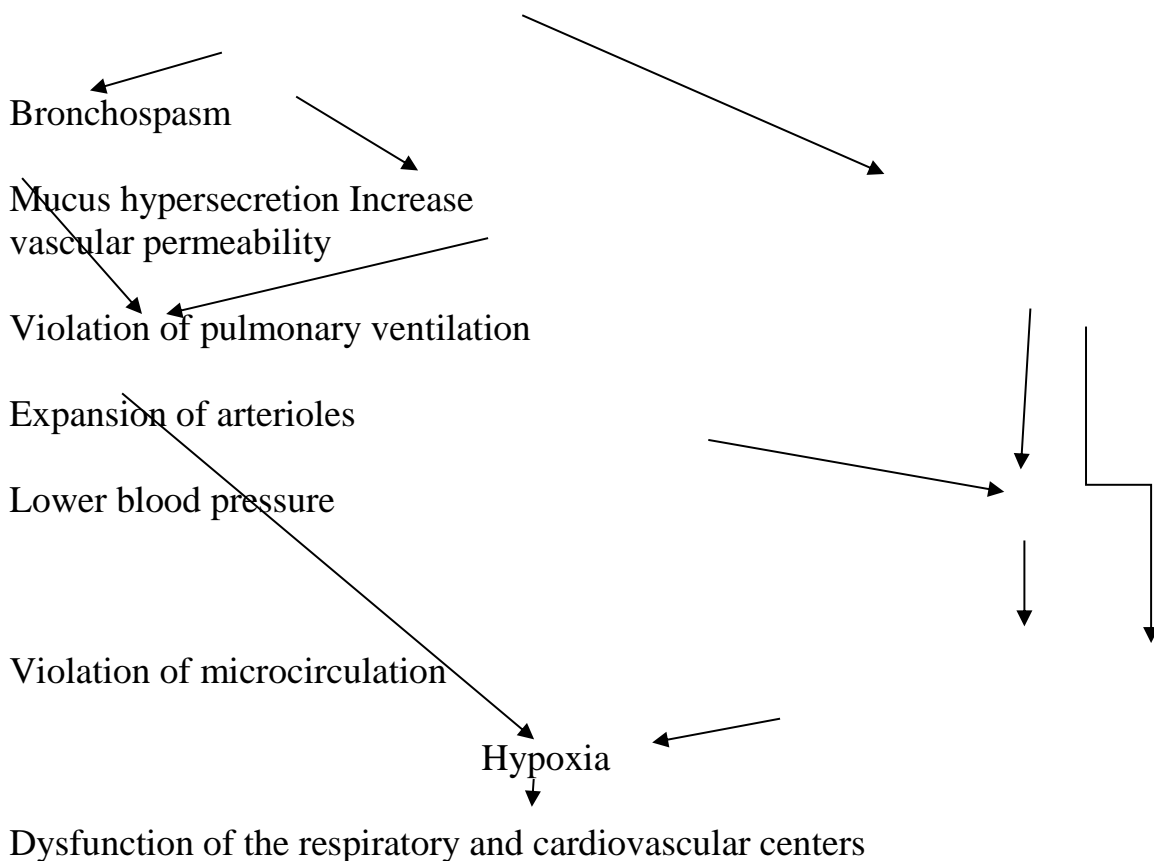 Bronchospasm
Mucus hypersecretion Increase
vascular permeability
Violation of pulmonary ventilation
Expansion of arterioles
Lower blood pressure
Violation of microcirculation
Hypoxia
Dysfunction of the respiratory and cardiovascular centers